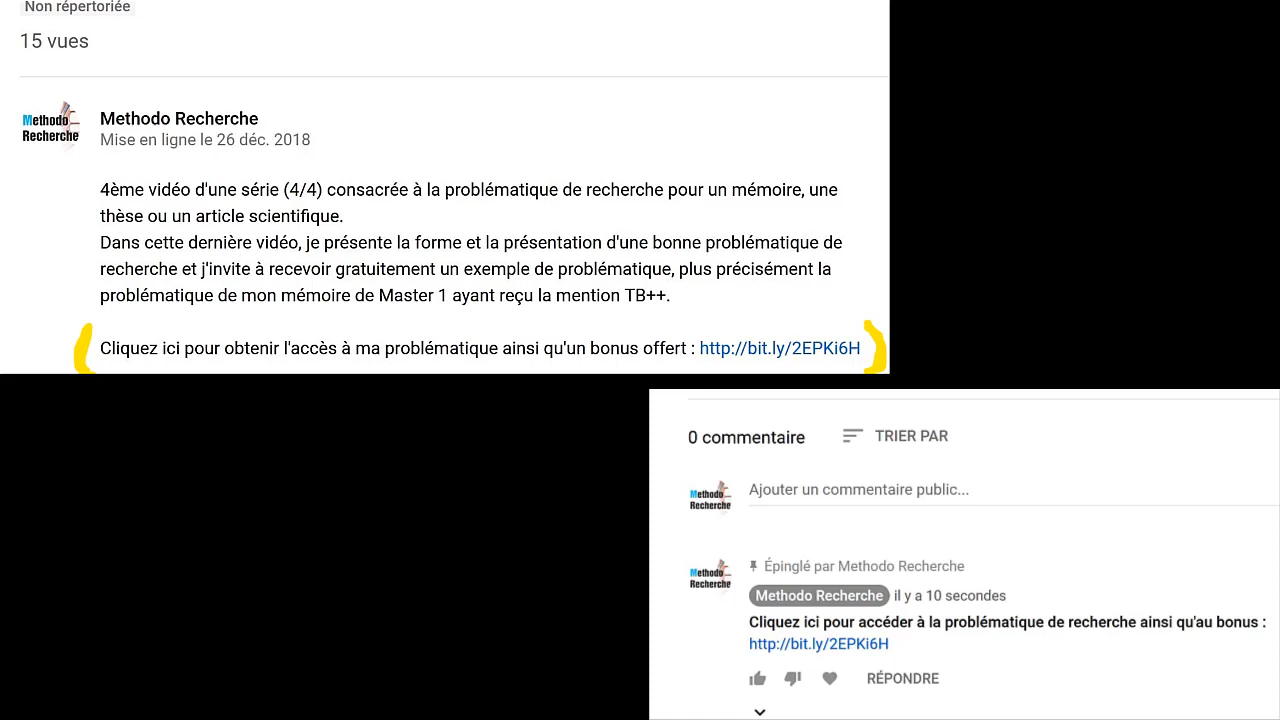 Non répertoriée
15 vues
Methodo
Recherche
Methodo Recherche
Mise en ligne le 26 déc. 2018
4ème vidéo d'une série (4/4) consacrée à la problématique de recherche pour un mémoire, une
thèse ou un article scientifique.
Dans cette dernière vidéo, je présente la forme et la présentation d'une bonne problématique de
recherche et j'invite à recevoir gratuitement un exemple de problématique, plus précisément la
problématique de mon mémoire de Master 1 ayant reçu la mention TB++.
Cliquez ici pour obtenir l'accès à ma problématique ainsi qu'un bonus offert : http://bit.ly/2EPKi6H
0 commentaire TRIER PAR
Methodo
Recherche
Ajouter un commentaire public...
Methodo
Recherche
Épinglé par Methodo Recherche
Methodo Recherche il y a 10 secondes
Cliquez ici pour accéder à la problématique de recherche ainsi qu'au bonus :
http://bit.ly/2EPKi6H
RÉPONDRE